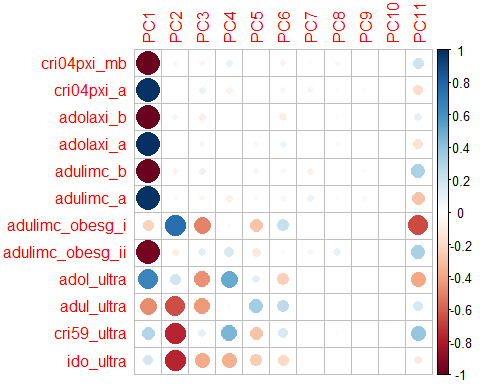 PC1 PC2 PC3 PC4 PC5 PC6 PC7 PC8 PC9 PC10 PC11
cri04pxi_mb
cri04pxi_a
adolaxi_b
adolaxi_a
adulimc_b
adulimc_a
adulimc_obesg_i
adulimc_obesg_ii
adol_ultra
adul_ultra
cri59_ultra
ido_ultra
1
0.8
0.6
0.4
0.2
0
-0.2
-0.4
-0.6
-0.8
-1